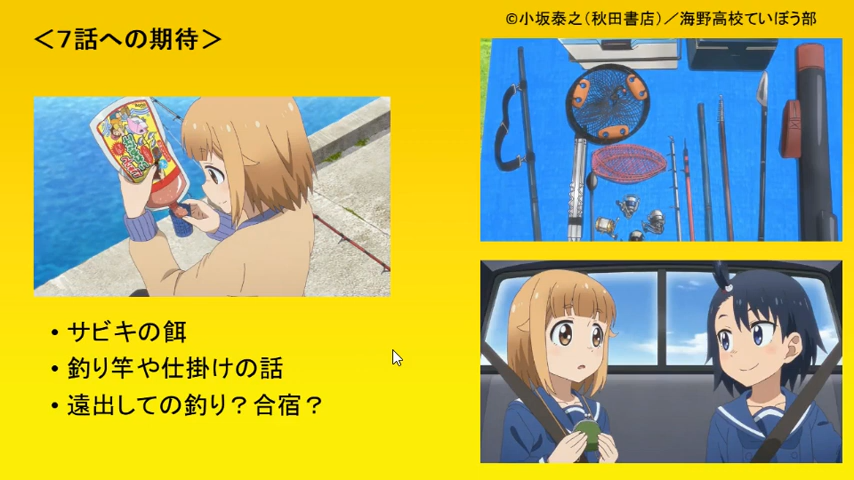 ＜７話への期待＞
©小坂泰之（秋田書店）／海野高校ていぼう部
• サビキの餌
• 釣り竿や仕掛けの話
• 遠出しての釣り？合宿？